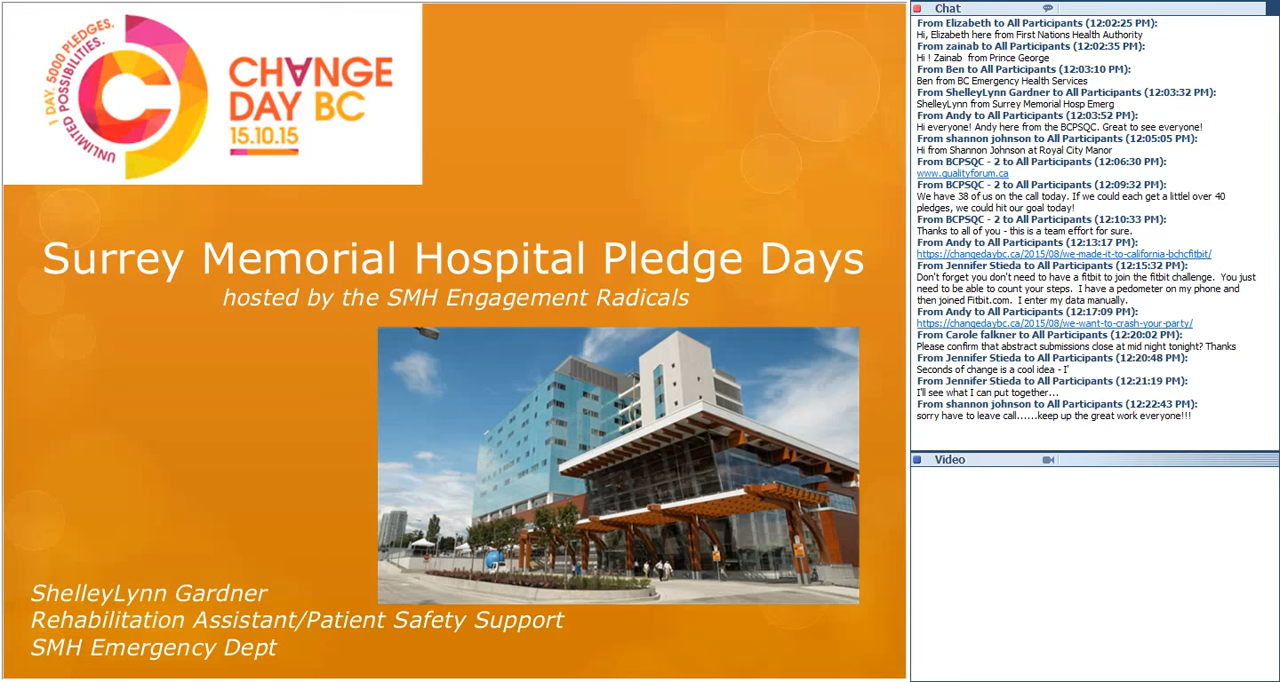 1 DAY. 5000 PLEDGES.
UNLIMITED POSSIBILITIES.
CHANGE
DAY BC
15.10.15
Surrey Memorial Hospital Pledge Days
hosted by the SMH Engagement Radicals
ShelleyLynn Gardner
Rehabilitation Assistant/Patient Safety Support
SMH Emergency Dept
Chat
From Elizabeth to All Participants (12:02:25 PM):
Hi, Elizabeth here from First Nations Health Authority
From zainab to All Participants (12:02:35 PM):
Hi ! Zainab from Prince George
From Ben to All Participants (12:03:10 PM):
Ben from BC Emergency Health Services
From ShelleyLynn Gardner to All Participants (12:03:32 PM):
ShelleyLynn from Surrey Memorial Hosp Emerg
From Andy to All Participants (12:03:52 PM):
Hi everyone! Andy here from the BCPSQC. Great to see everyone!
From shannon johnson to All Participants (12:05:05 PM):
Hi from Shannon Johnson at Royal City Manor
From BCPSQC - 2 to All Participants (12:06:30 PM):
www.qualityforum.ca
From BCPSQC - 2 to All Participants (12:09:32 PM):
We have 38 of us on the call today. If we could each get a littlel over 40
pledges, we could hit our goal today!
From BCPSQC - 2 to All Participants (12:10:33 PM):
Thanks to all of you - this is a team effort for sure.
From Andy to All Participants (12:13:17 PM):
https://changedaybc.ca/2015/08/we-made-it-to-california-bchcfitbit/
From Jennifer Stieda to All Participants (12:15:32 PM):
Don't forget you don't need to have a fitbit to join the fitbit challenge. You just
need to be able to count your steps. I have a pedometer on my phone and
then joined Fitbit.com. I enter my data manually.
From Andy to All Participants (12:17:09 PM):
https://changedaybc.ca/2015/08/we-want-to-crash-your-party/
From Carole falkner to All Participants (12:20:02 PM):
Please confirm that abstract submissions close at mid night tonight? Thanks
From Jennifer Stieda to All Participants (12:20:48 PM):
Seconds of change is a cool idea - I'
From Jennifer Stieda to All Participants (12:21:19 PM):
I'll see what I can put together...
From shannon johnson to All Participants (12:22:43 PM):
sorry have to leave call......keep up the great work everyone!!!
Video